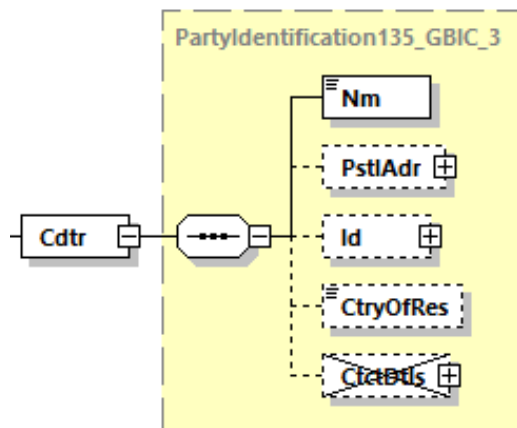 PartyIdentification135_GBIC_3
Nm
PstlAdr
Cdtr
Id
CtryOfRes
CtctDtls